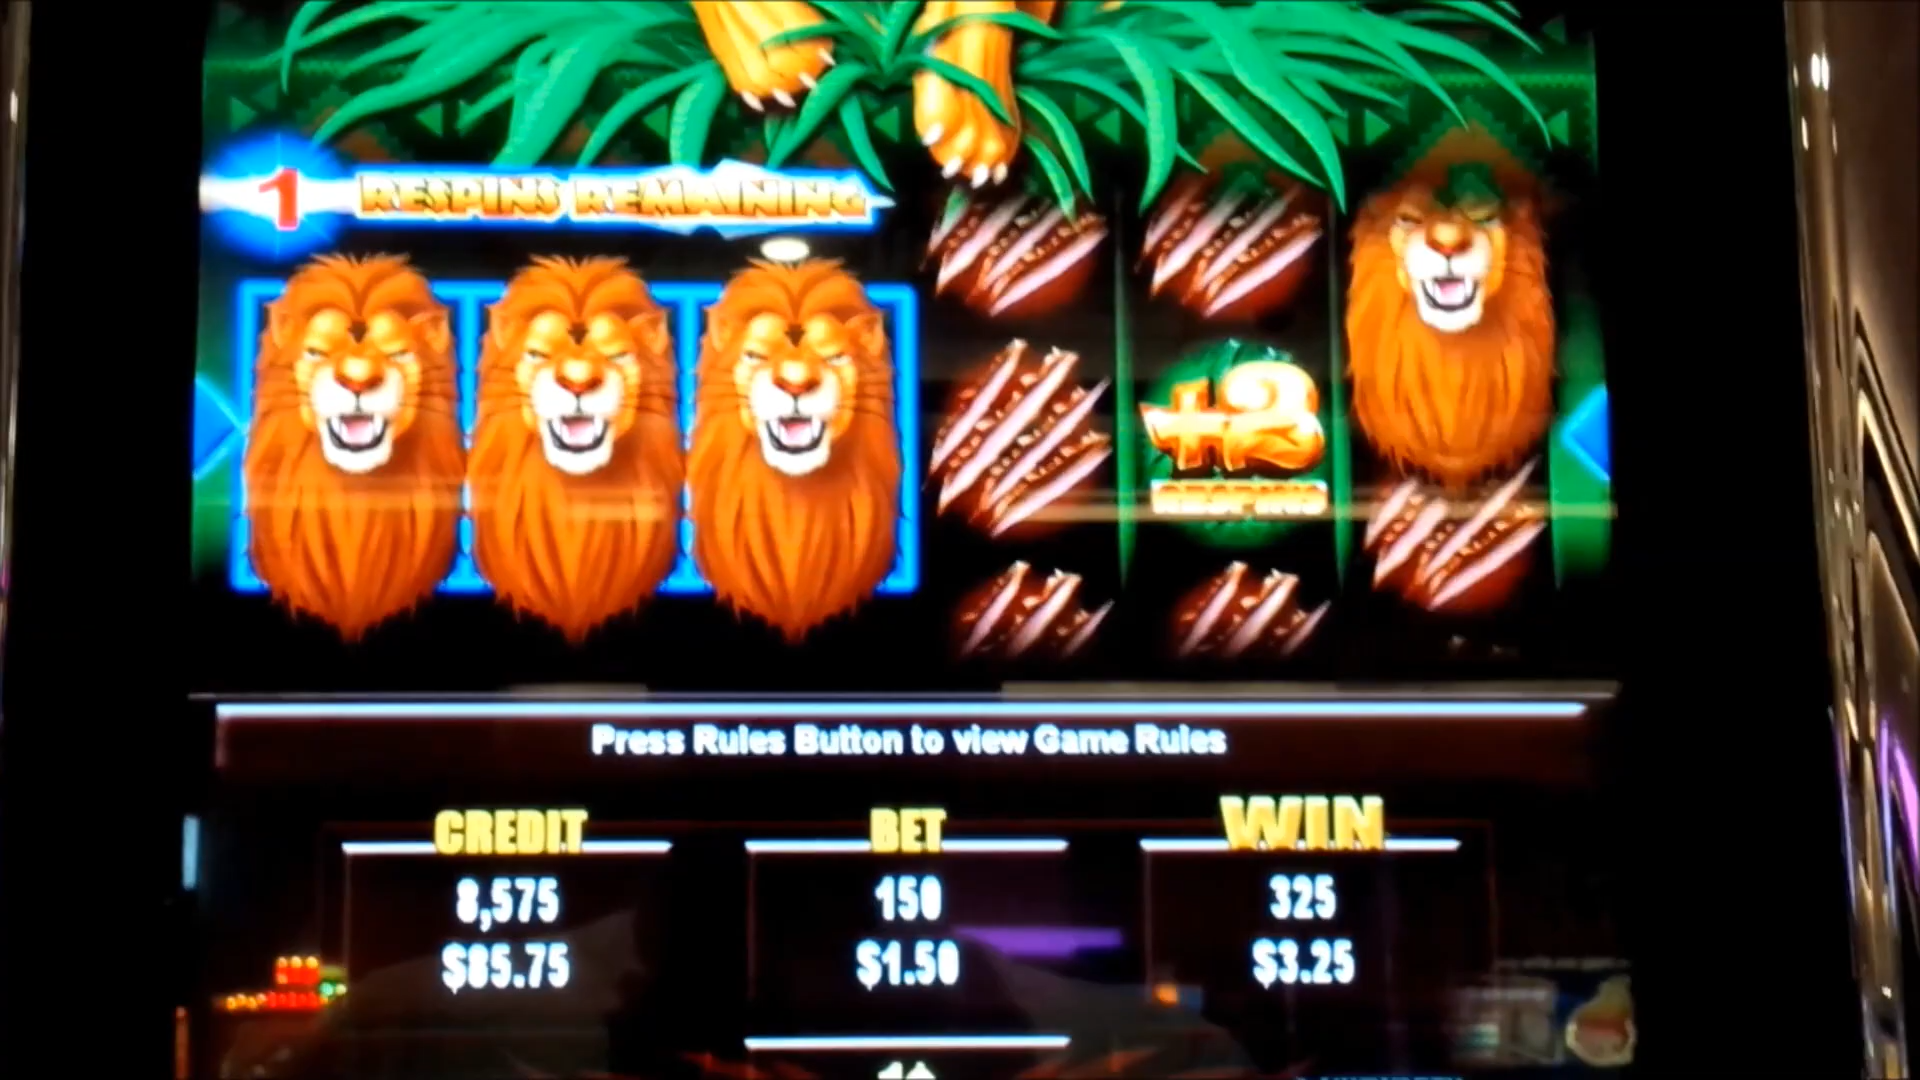 1 RESPINS REMAINING
+2
RESPINS
Press Rules Button to view Game Rules
CREDIT BET WIN
8,575 150 325
$85.75 $1.50 $3.25
1¢